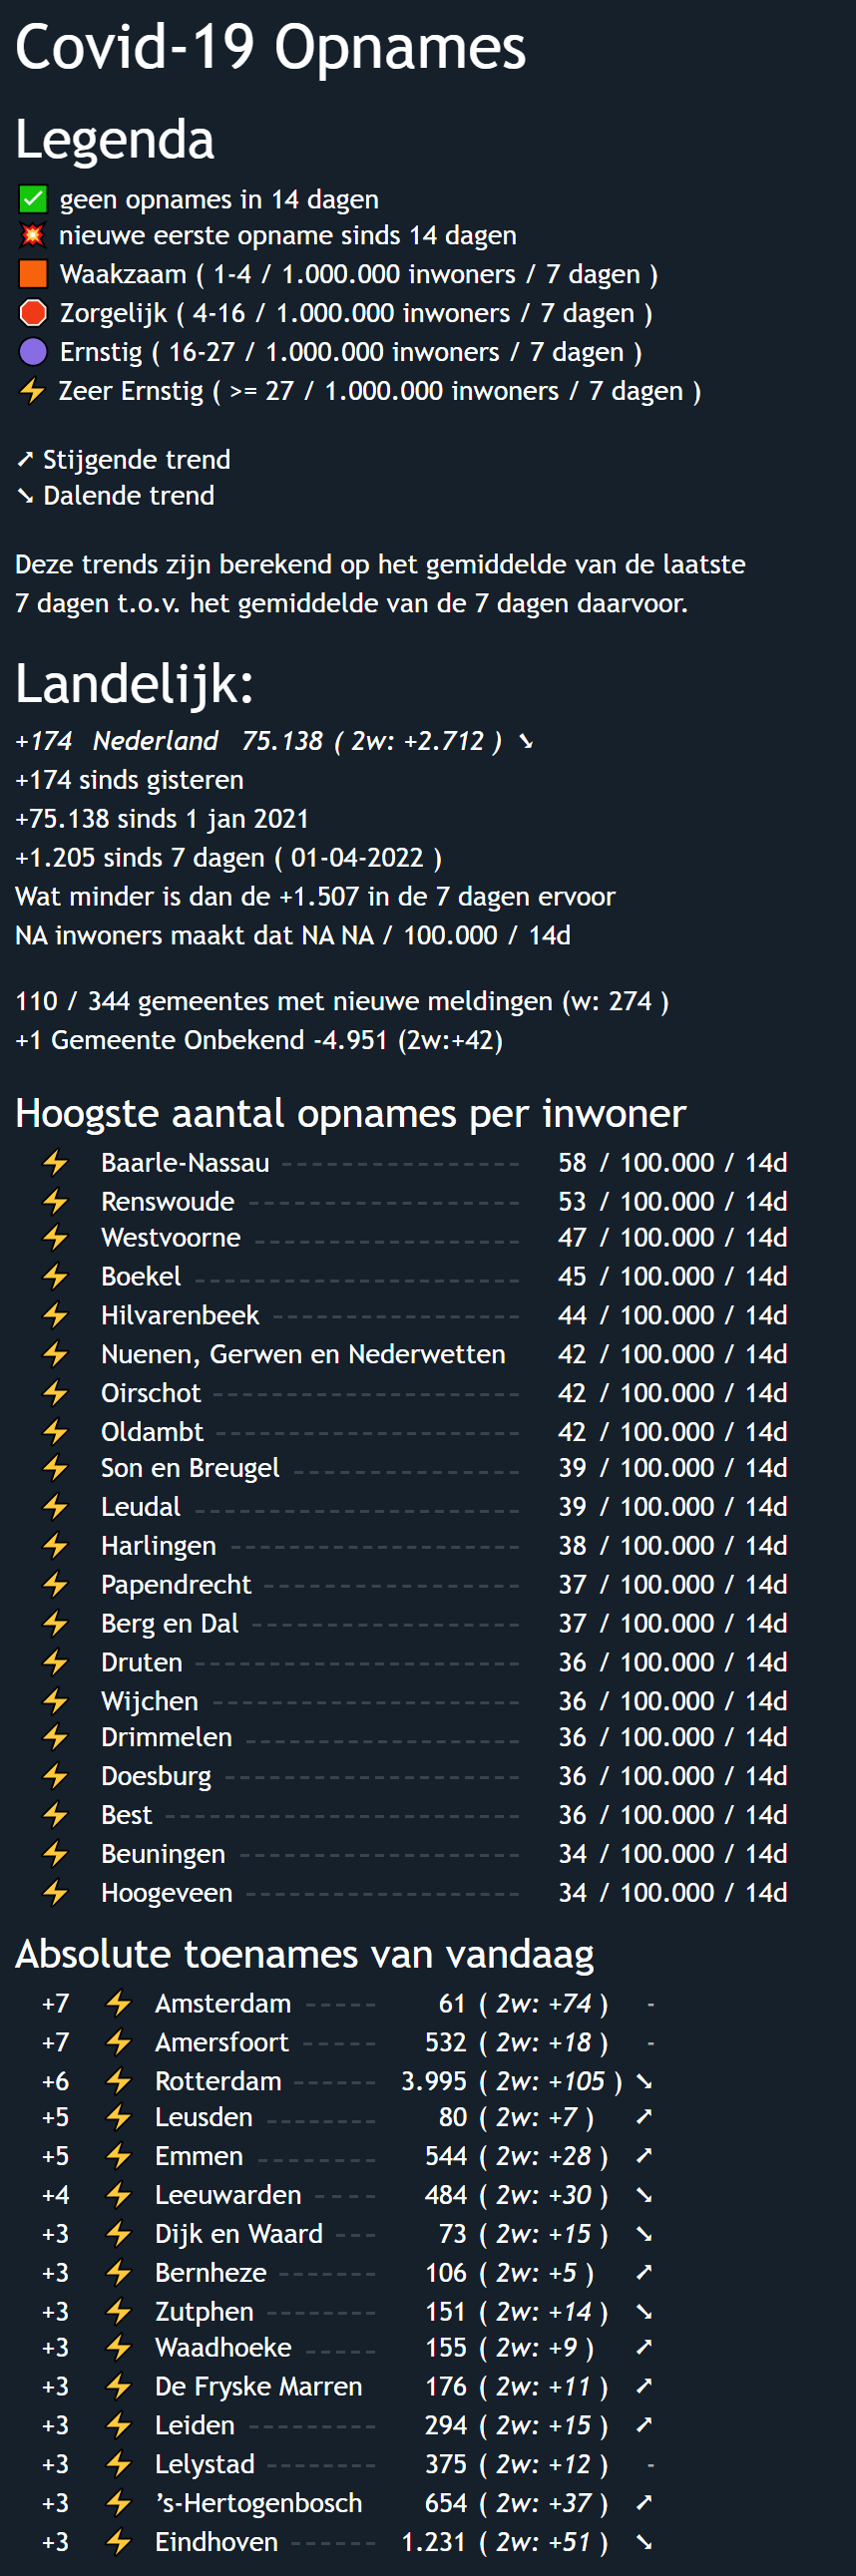 Covid-19 Opnames
Legenda
✅ geen opnames in 14 dagen
💥 nieuwe eerste opname sinds 14 dagen
🟧 Waakzaam ( 1-4 / 1.000.000 inwoners / 7 dagen )
🛑 Zorgelijk ( 4-16 / 1.000.000 inwoners / 7 dagen )
🟣 Ernstig ( 16-27 / 1.000.000 inwoners / 7 dagen )
⚡ Zeer Ernstig ( >= 27 / 1.000.000 inwoners / 7 dagen )
➚ Stijgende trend
➘ Dalende trend
Deze trends zijn berekend op het gemiddelde van de laatste
7 dagen t.o.v. het gemiddelde van de 7 dagen daarvoor.
Landelijk:
+174 Nederland 75.138 ( 2w: +2.712 ) ➘
+174 sinds gisteren
+75.138 sinds 1 jan 2021
+1.205 sinds 7 dagen ( 01-04-2022 )
Wat minder is dan de +1.507 in de 7 dagen ervoor
NA inwoners maakt dat NA NA / 100.000 / 14d
110 / 344 gemeentes met nieuwe meldingen (w: 274 )
+1 Gemeente Onbekend -4.951 (2w:+42)
Hoogste aantal opnames per inwoner
⚡ Baarle-Nassau 58 / 100.000 / 14d
⚡ Renswoude 53 / 100.000 / 14d
⚡ Westvoorne 47 / 100.000 / 14d
⚡ Boekel 45 / 100.000 / 14d
⚡ Hilvarenbeek 44 / 100.000 / 14d
⚡ Nuenen, Gerwen en Nederwetten 42 / 100.000 / 14d
⚡ Oirschot 42 / 100.000 / 14d
⚡ Oldambt 42 / 100.000 / 14d
⚡ Son en Breugel 39 / 100.000 / 14d
⚡ Leudal 39 / 100.000 / 14d
⚡ Harlingen 38 / 100.000 / 14d
⚡ Papendrecht 37 / 100.000 / 14d
⚡ Berg en Dal 37 / 100.000 / 14d
⚡ Druten 36 / 100.000 / 14d
⚡ Wijchen 36 / 100.000 / 14d
⚡ Drimmelen 36 / 100.000 / 14d
⚡ Doesburg 36 / 100.000 / 14d
⚡ Best 36 / 100.000 / 14d
⚡ Beuningen 34 / 100.000 / 14d
⚡ Hoogeveen 34 / 100.000 / 14d
Absolute toenames van vandaag
+7 ⚡ Amsterdam 61 ( 2w: +74 ) -
+7 ⚡ Amersfoort 532 ( 2w: +18 ) -
+6 ⚡ Rotterdam 3.995 ( 2w: +105 ) ➘
+5 ⚡ Leusden 80 ( 2w: +7 ) ➚
+5 ⚡ Emmen 544 ( 2w: +28 ) ➚
+4 ⚡ Leeuwarden 484 ( 2w: +30 ) ➘
+3 ⚡ Dijk en Waard 73 ( 2w: +15 ) ➘
+3 ⚡ Bernheze 106 ( 2w: +5 ) ➚
+3 ⚡ Zutphen 151 ( 2w: +14 ) ➘
+3 ⚡ Waadhoeke 155 ( 2w: +9 ) ➚
+3 ⚡ De Fryske Marren 176 ( 2w: +11 ) ➚
+3 ⚡ Leiden 294 ( 2w: +15 ) ➚
+3 ⚡ Lelystad 375 ( 2w: +12 ) -
+3 ⚡ ’s-Hertogenbosch 654 ( 2w: +37 ) ➚
+3 ⚡ Eindhoven 1.231 ( 2w: +51 ) ➘